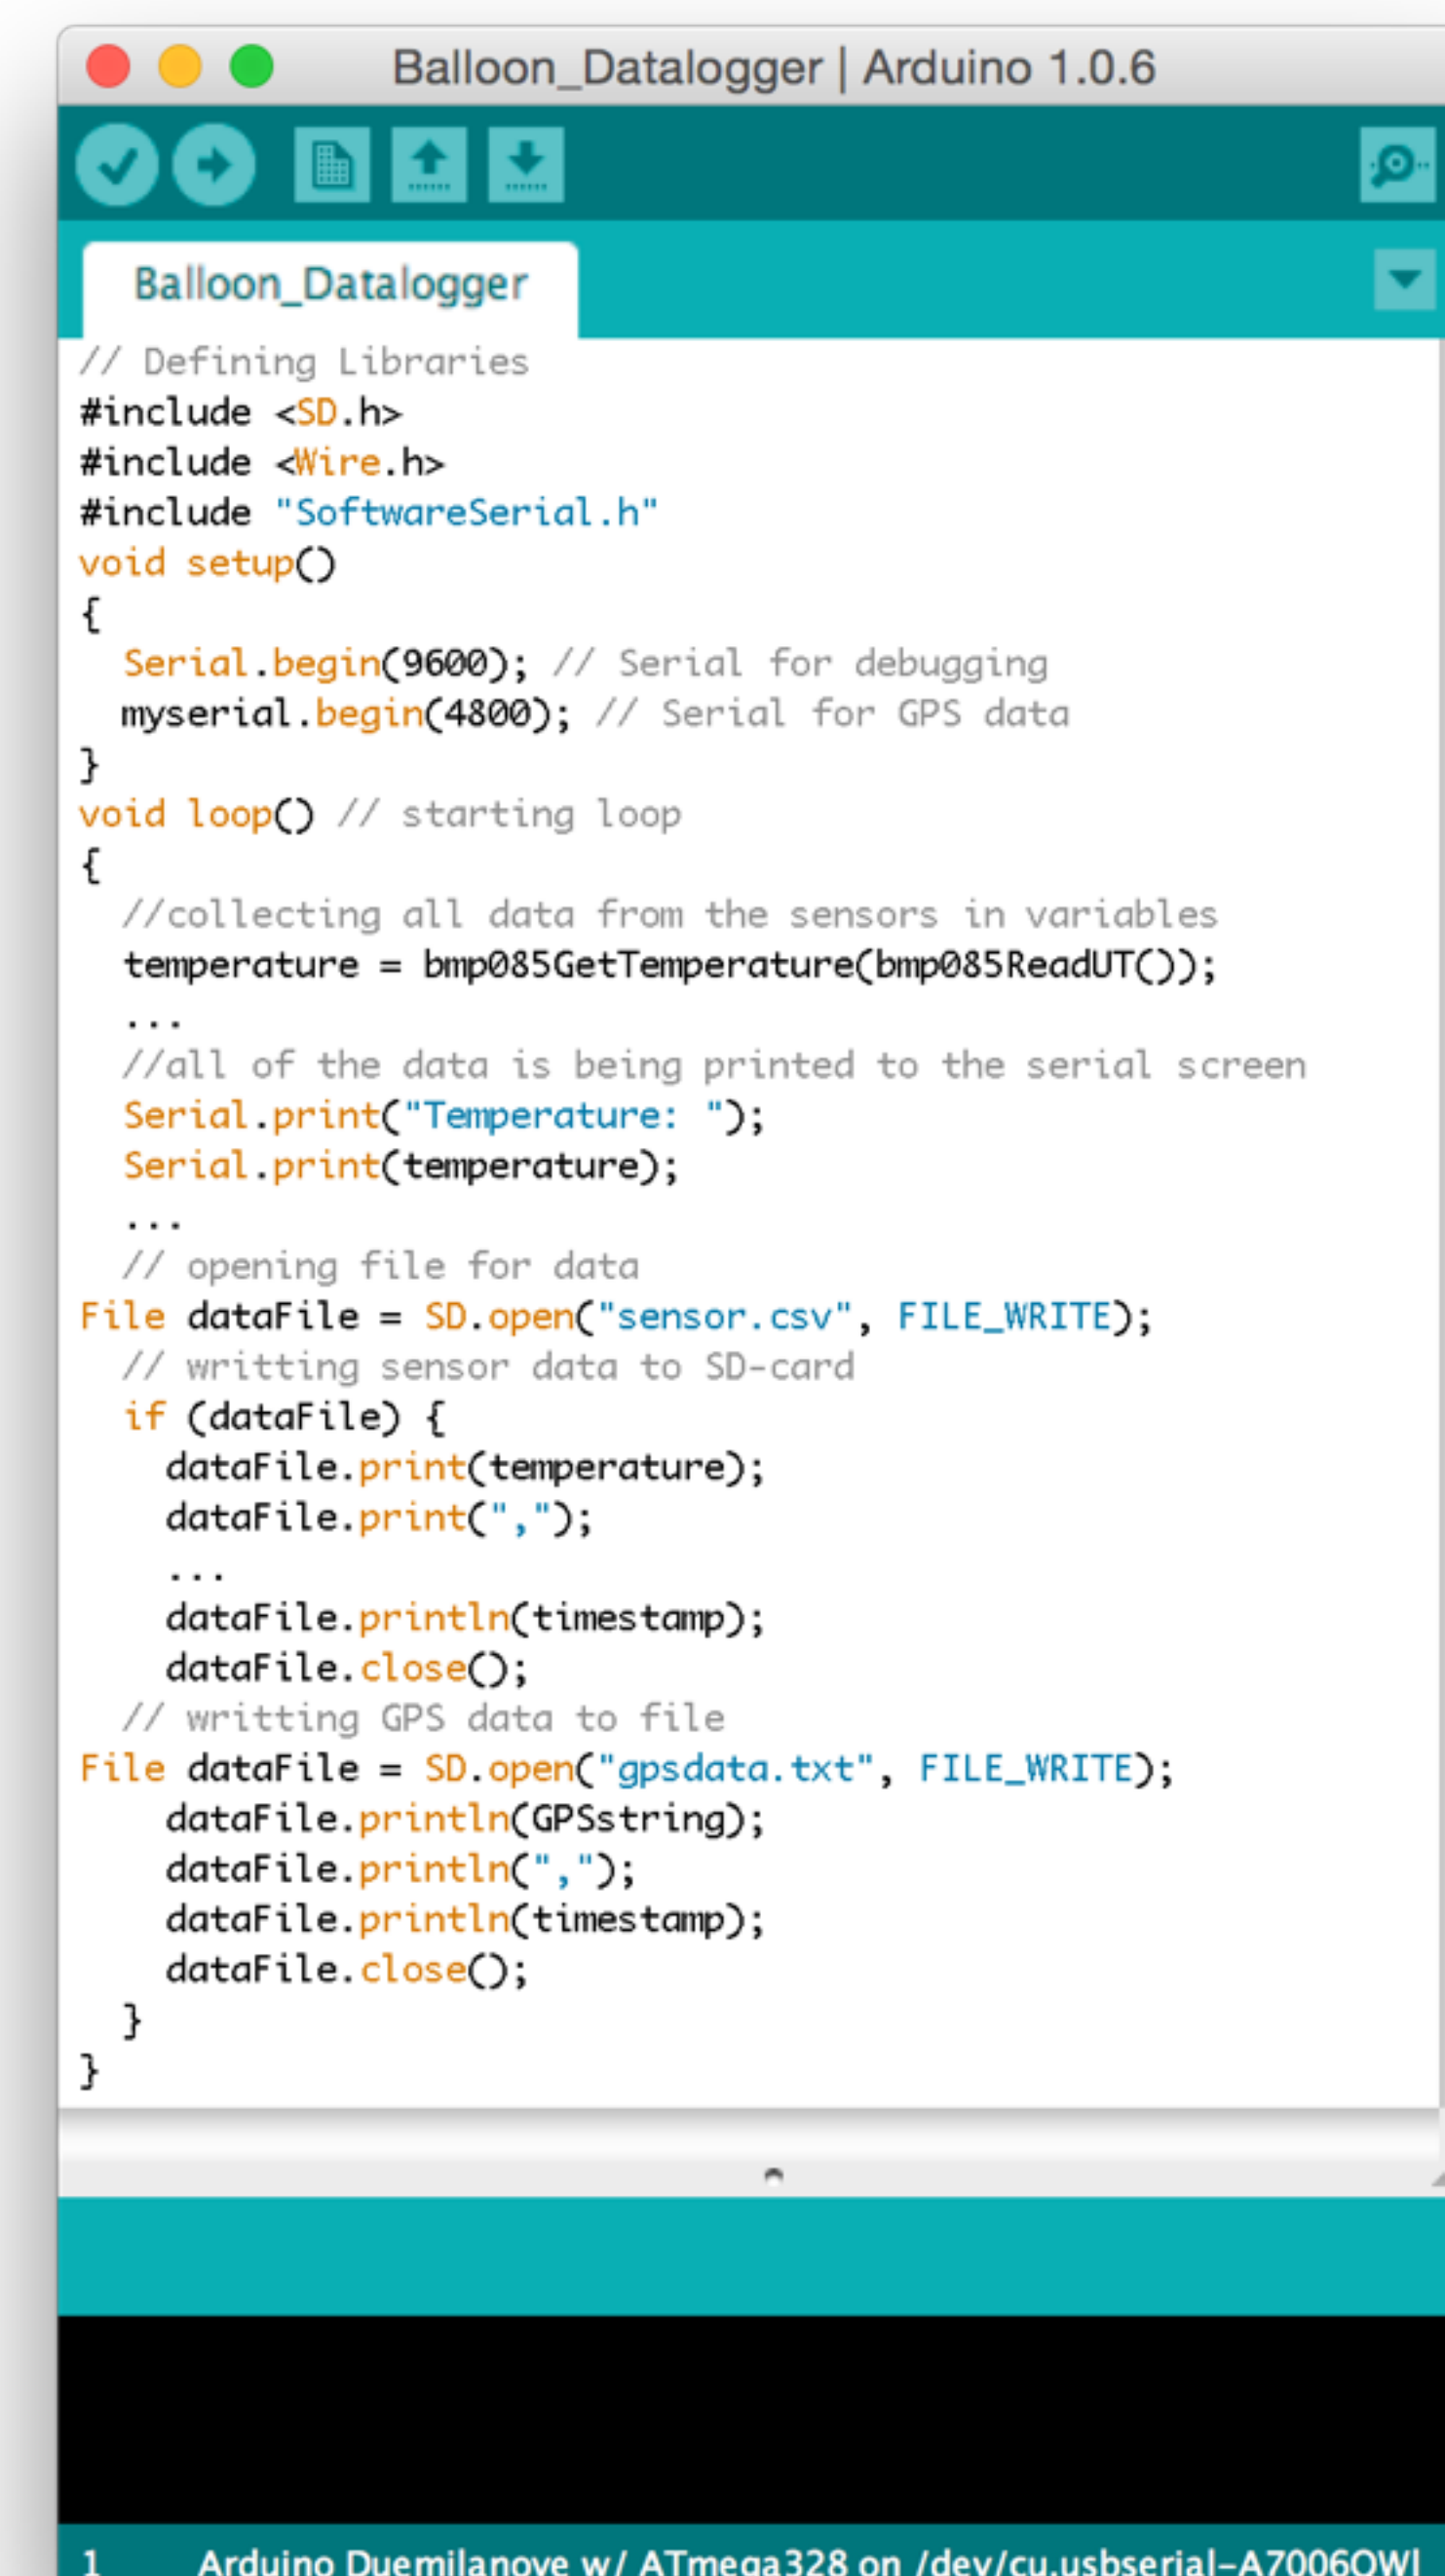 Balloon_Datalogger | Arduino 1.0.6
Balloon_Datalogger
// Defining Libraries
#include <SD.h>
#include <Wire.h>
#include "SoftwareSerial.h"
void setup()
{
  Serial.begin(9600); // Serial for debugging
  myserial.begin(4800); // Serial for GPS data
}
void loop() // starting loop
{
  //collecting all data from the sensors in variables
  temperature = bmp085GetTemperature(bmp085ReadUT());
  ...
  //all of the data is being printed to the serial screen
  Serial.print("Temperature: ");
  Serial.print(temperature);
  ...
  // opening file for data
File dataFile = SD.open("sensor.csv", FILE_WRITE);
  // writting sensor data to SD-card
  if (dataFile) {
    dataFile.print(temperature);
    dataFile.print(",");
    ...
    dataFile.println(timestamp);
    dataFile.close();
  // writting GPS data to file
File dataFile = SD.open("gpsdata.txt", FILE_WRITE);
    dataFile.println(GPSstring);
    dataFile.println(",");
    dataFile.println(timestamp);
    dataFile.close();
  }
}
1 Arduino Duemilanove w/ ATmega328 on